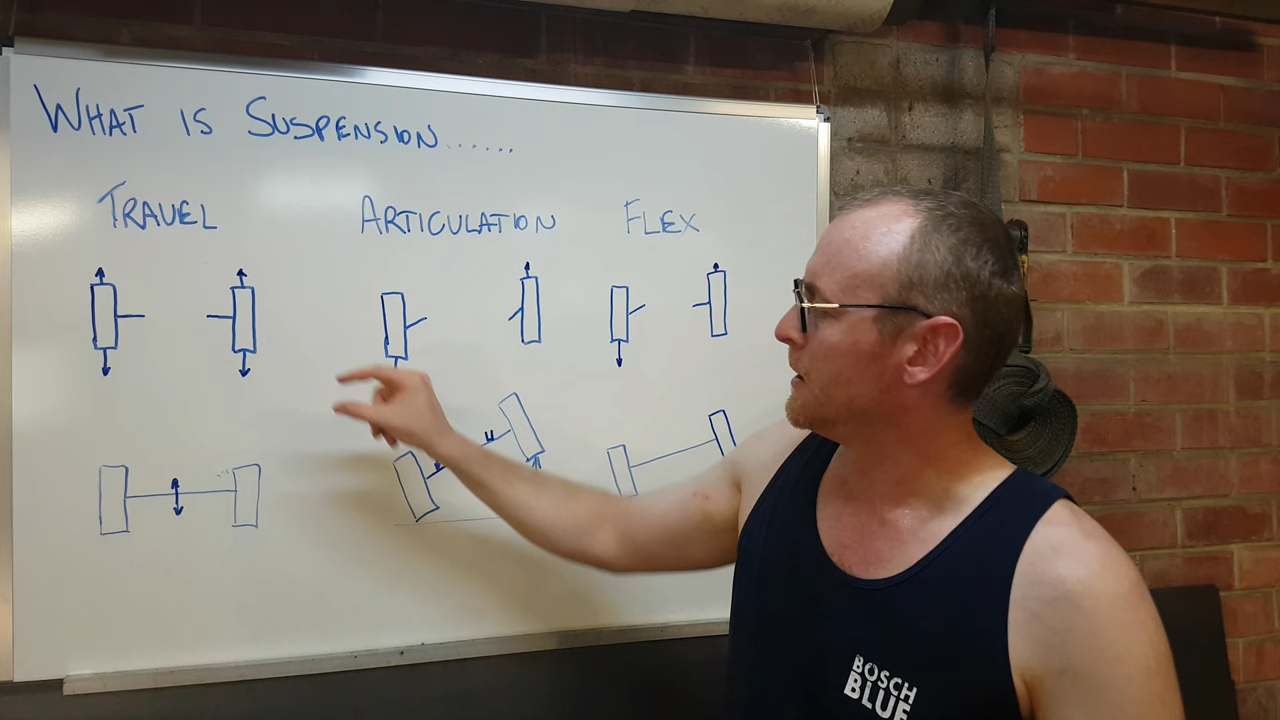 WHAT IS SUSPENSION.......
TRAVEL
ARTICULATION
FLEX
BOSCH
BLUE